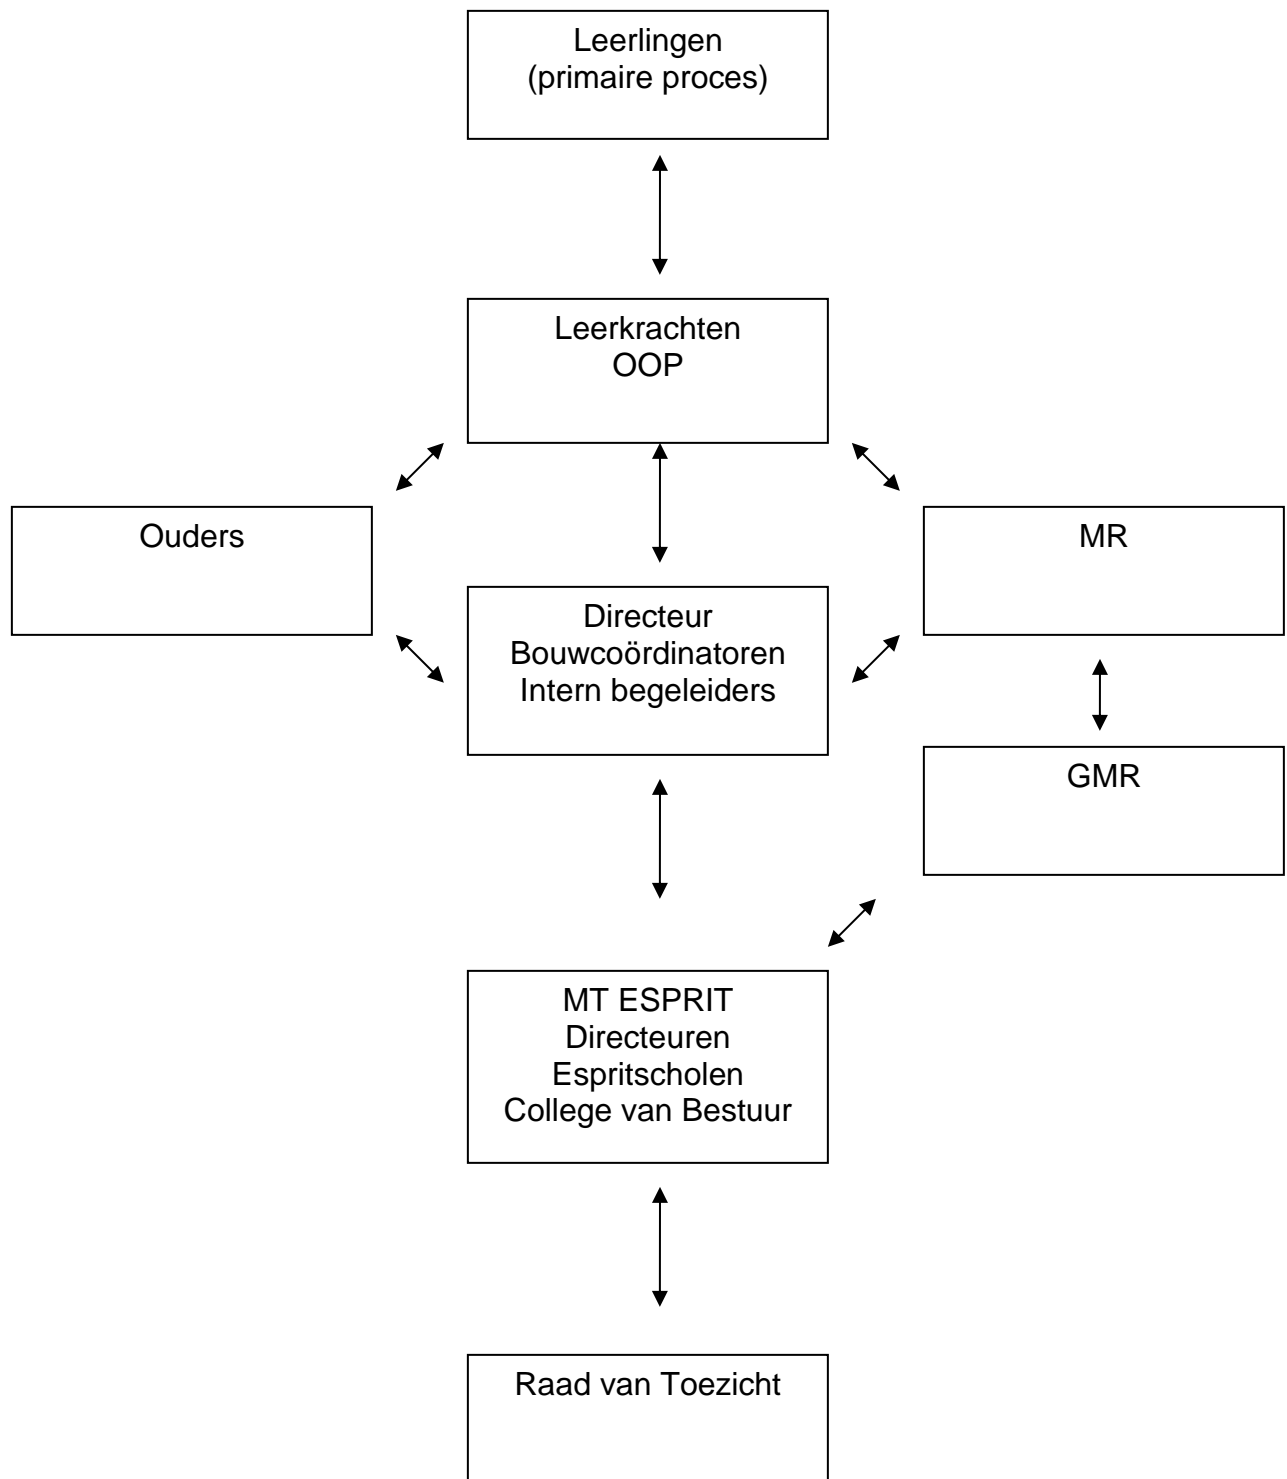 Leerlingen
(primaire proces)
Leerkrachten
OOP
Ouders
MR
Directeur
Bouwcoördinatoren
Intern begeleiders
GMR
MT ESPRIT
Directeuren
Espritscholen
College van Bestuur
Raad van Toezicht